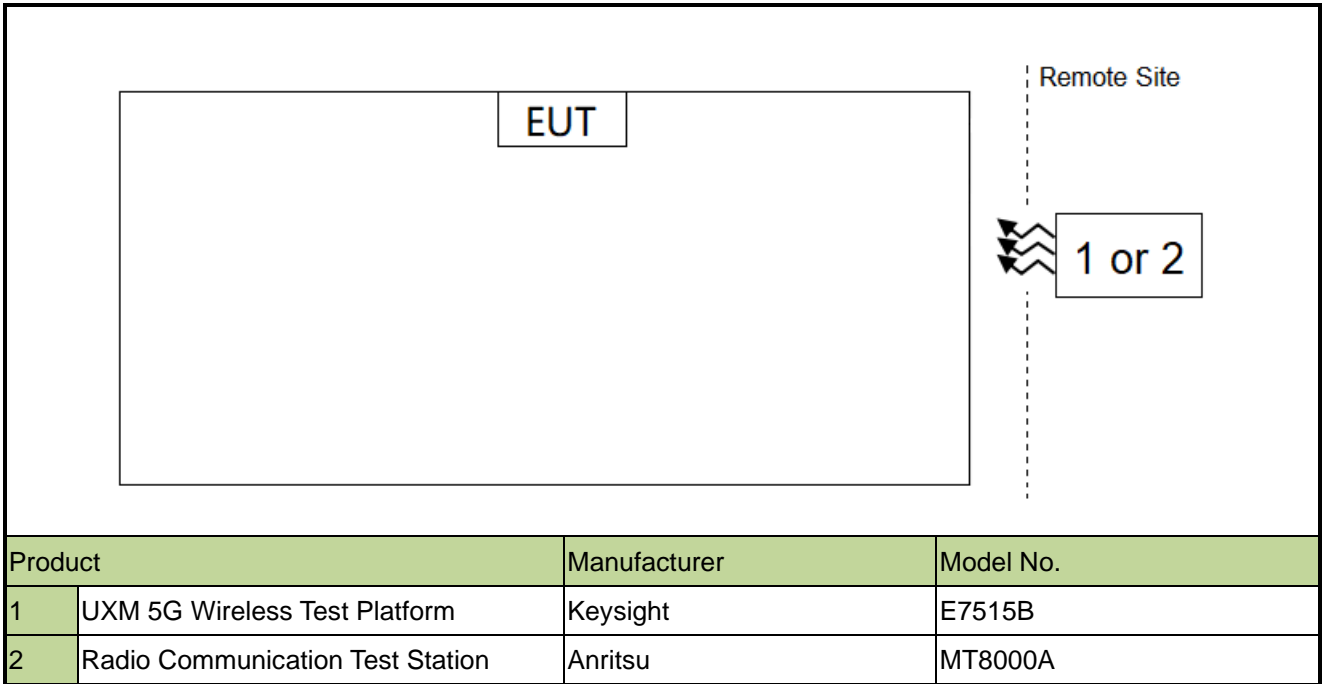 Remote Site
EUT
1 or 2
Product Manufacturer Model No.
1 UXM 5G Wireless Test Platform Keysight E7515B
2 Radio Communication Test Station Anritsu MT8000A